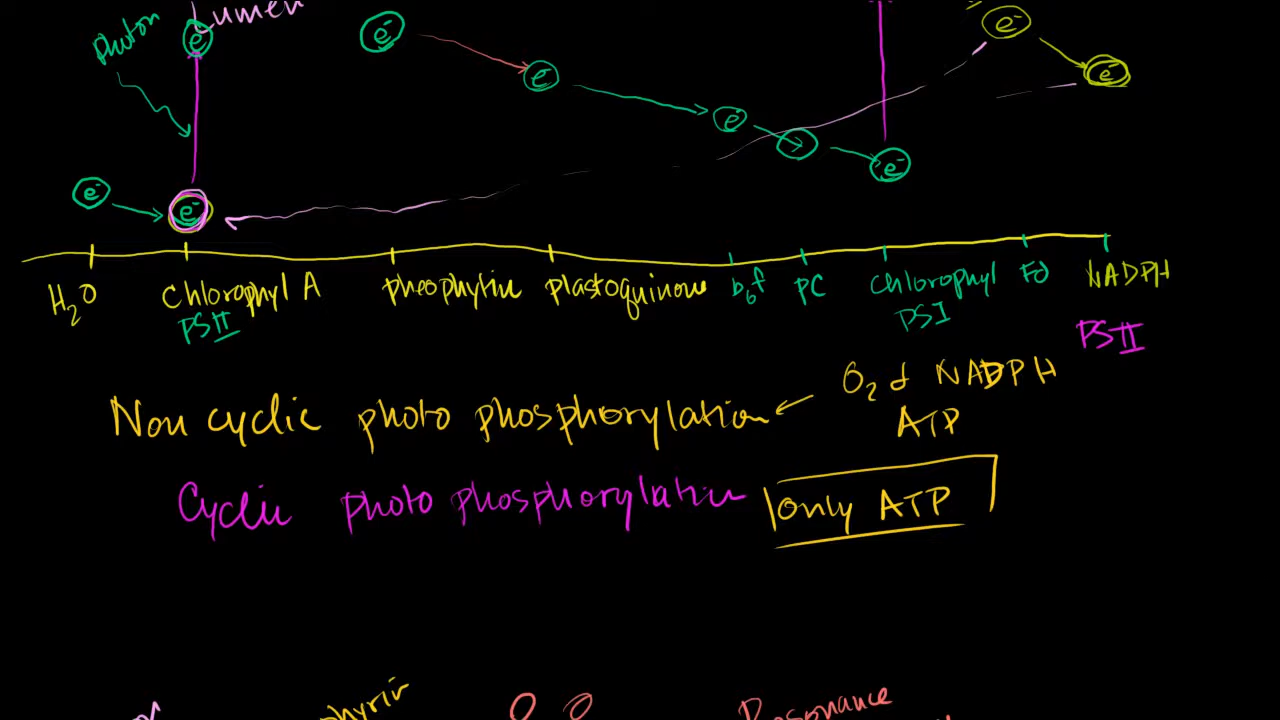 Lumen
Photon
e⁻ e⁻ e⁻
e⁻ e⁻
e⁻
e⁻ e⁻ e⁻
H₂O Chlorophyl A pheophytin plastoquinone b₆f PC Chlorophyl Fd NADPH
PSII PSI PSII
Non cyclic photo phosphorylation O₂ & NADPH
ATP
Cyclic photo phosphorylation only ATP
Resonance